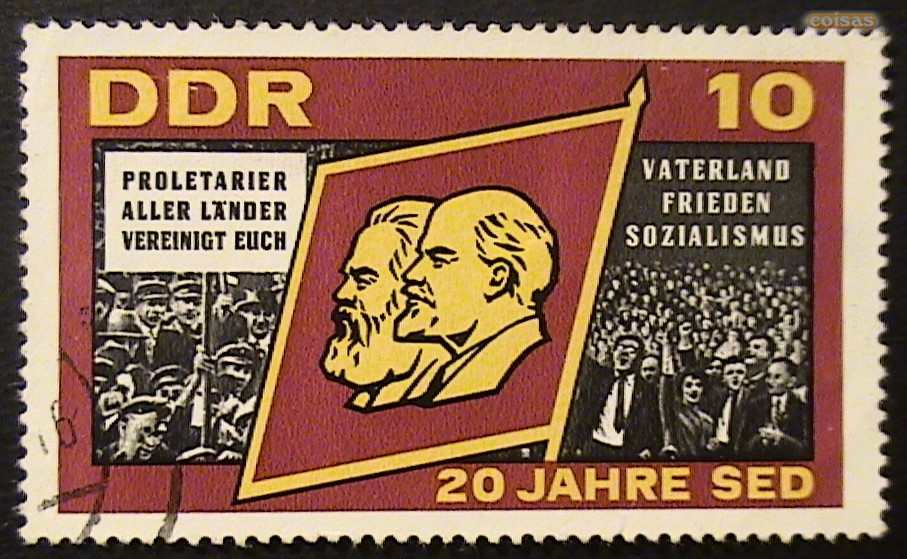 coisas
DDR
10
PROLETARIER
ALLER LÄNDER
VEREINIGT EUCH
VATERLAND
FRIEDEN
SOZIALISMUS
20 JAHRE SED